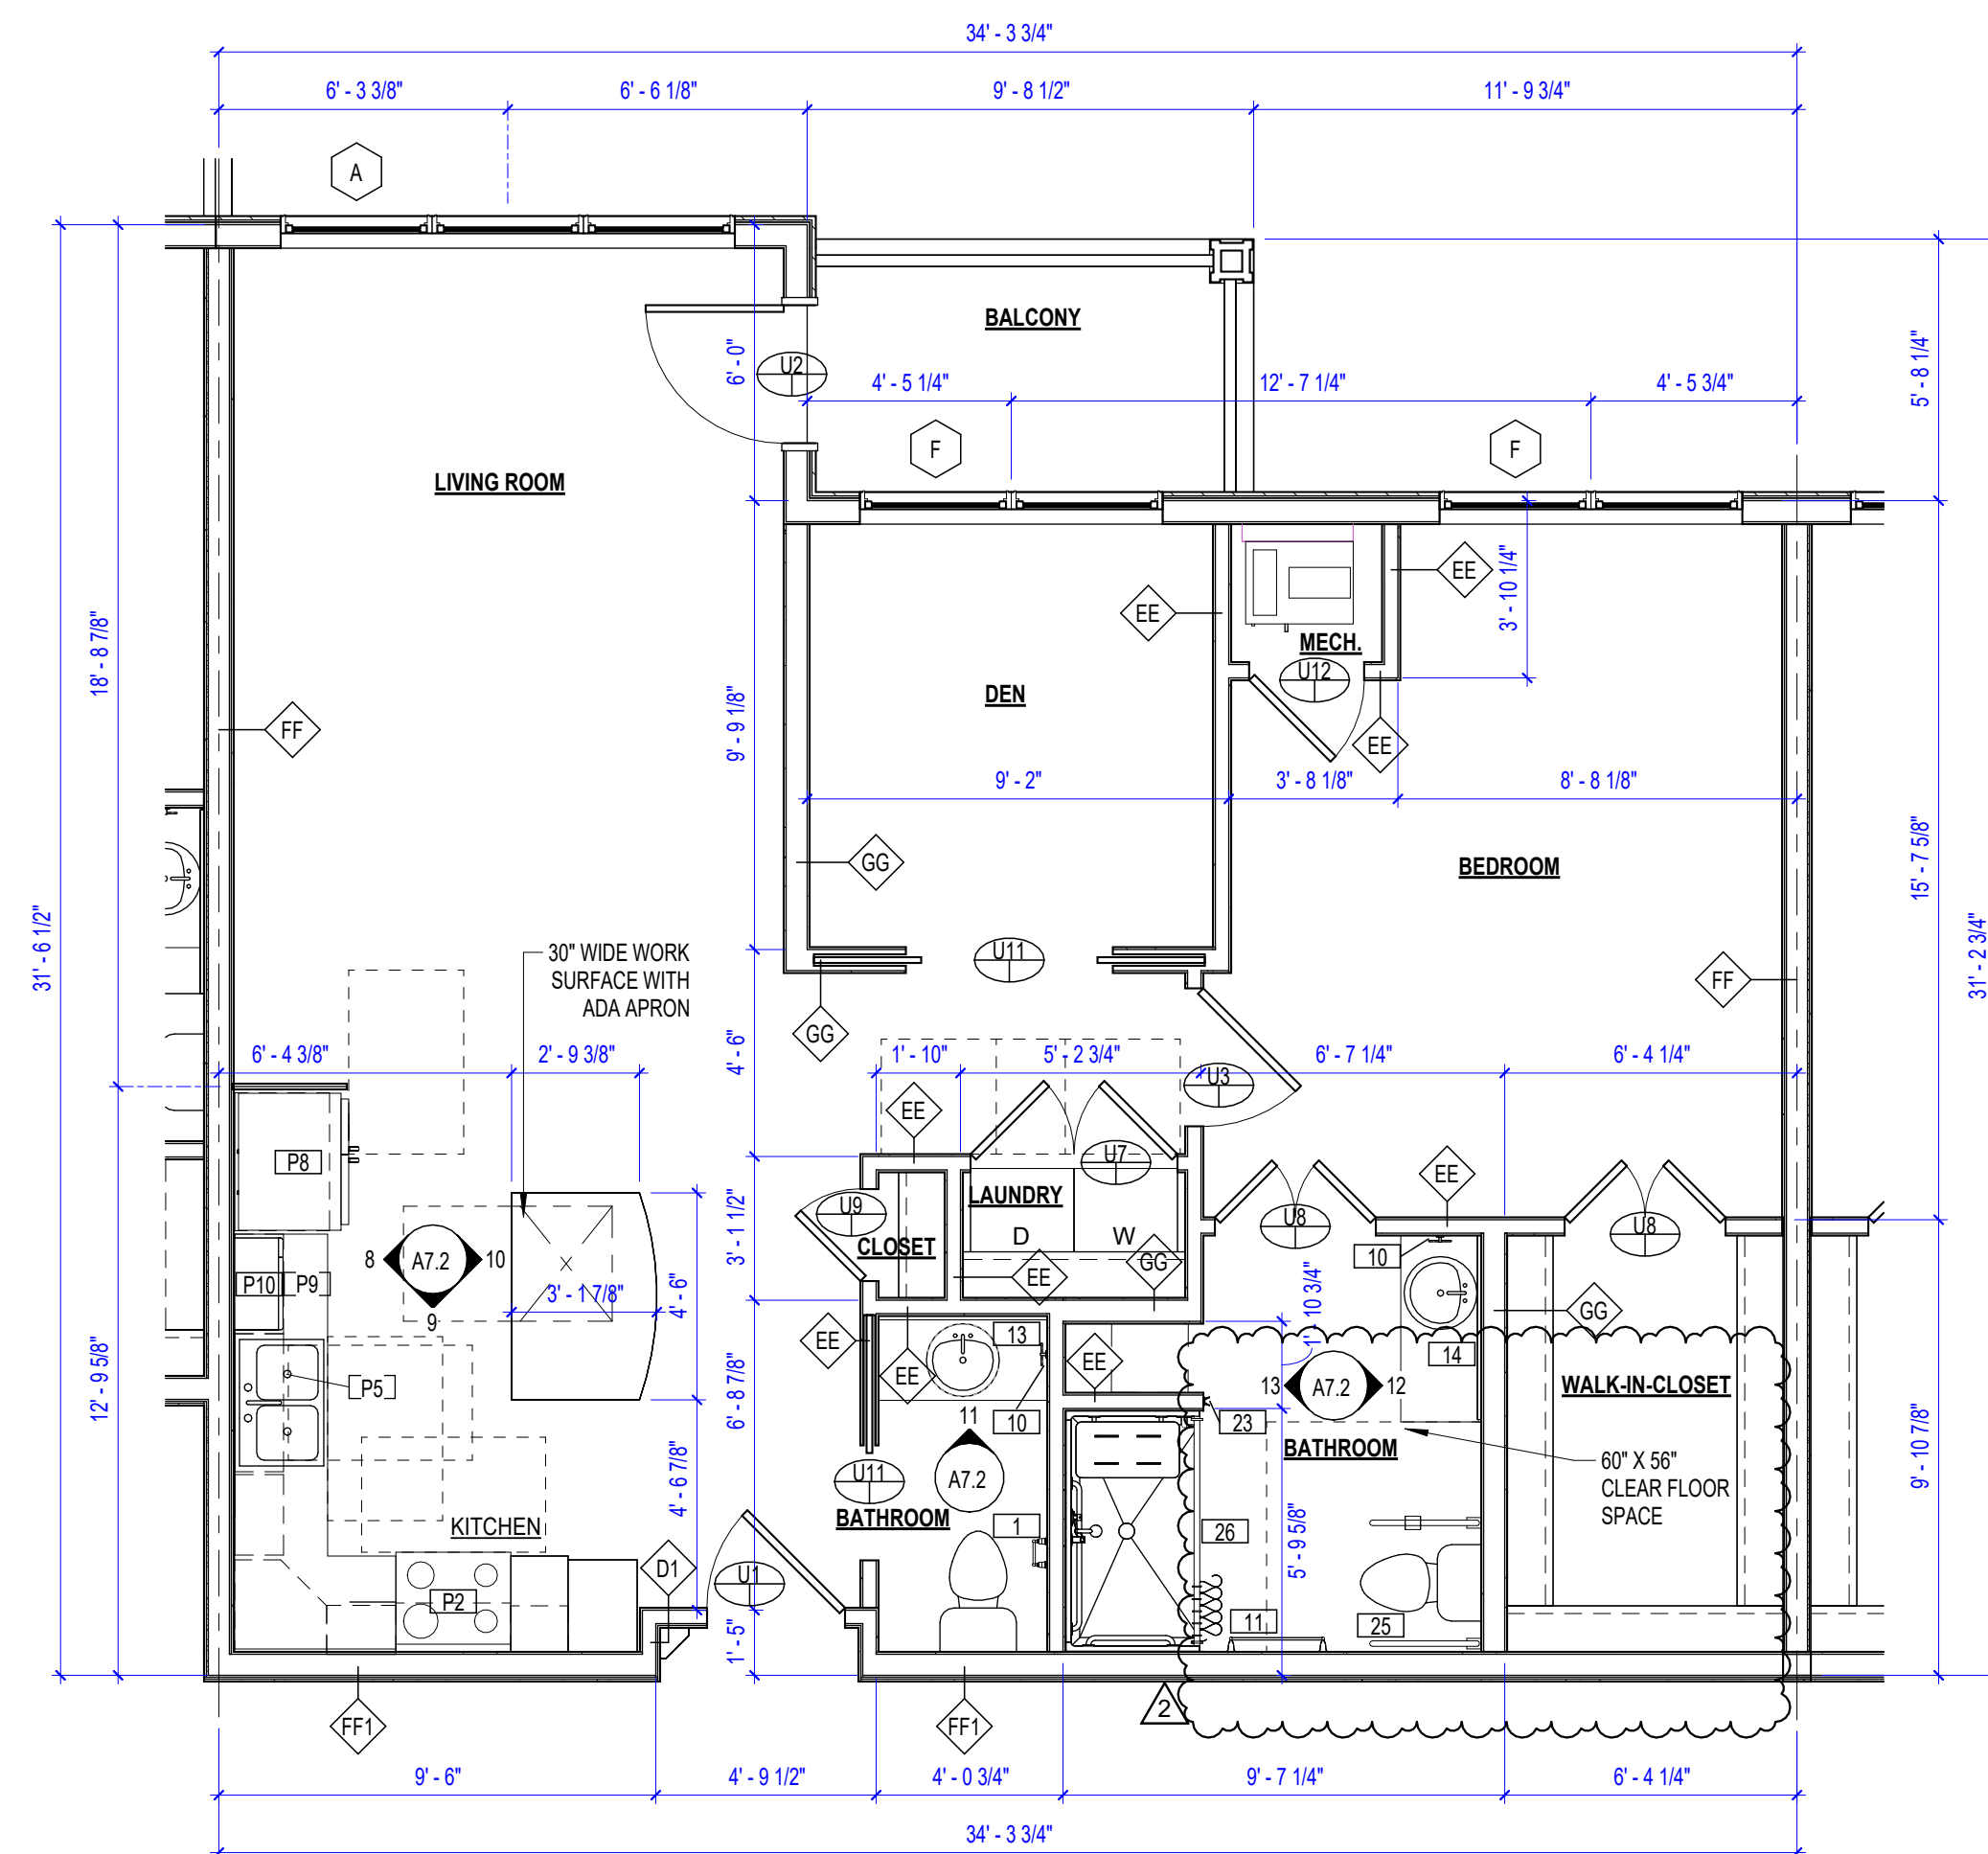 34' - 3 3/4"
6' - 3 3/8" 6' - 6 1/8" 9' - 8 1/2" 11' - 9 3/4"
A
BALCONY
6' - 0"
U2
4' - 5 1/4" 12' - 7 1/4" 4' - 5 3/4"
5' - 8 1/4"
F F
LIVING ROOM
EE
EE
3' - 10 1/4"
MECH.
U12
18' - 8 7/8"
DEN
9' - 9 1/8"
FF
EE
9' - 2" 3' - 8 1/8" 8' - 8 1/8"
GG
BEDROOM
15' - 7 5/8"
31' - 6 1/2"
30" WIDE WORK
SURFACE WITH
ADA APRON
U11
FF
31' - 2 3/4"
GG
6' - 4 3/8" 2' - 9 3/8" 4' - 6" 1' - 10" 5' - 2 3/4" 6' - 7 1/4" 6' - 4 1/4"
U3
EE
P8
U7
EE
LAUNDRY
U9
U8 U8
3' - 1 1/2"
D W
CLOSET
8 A7.2 10
9
10
P10 P9
EE
GG
3' - 1 7/8"
4' - 6"
1' - 10 3/4"
GG
EE
13
EE
EE
14
P5
12' - 9 5/8"
6' - 8 7/8"
13 A7.2 12
WALK-IN-CLOSET
11
10
23
BATHROOM
A7.2
60" X 56"
CLEAR FLOOR
SPACE
9' - 10 7/8"
4' - 6 7/8"
U11
BATHROOM
KITCHEN
1
26
5' - 9 5/8"
D1
U1
P2
11
25
1' - 5"
2
FF1 FF1
9' - 6" 4' - 9 1/2" 4' - 0 3/4" 9' - 7 1/4" 6' - 4 1/4"
34' - 3 3/4"